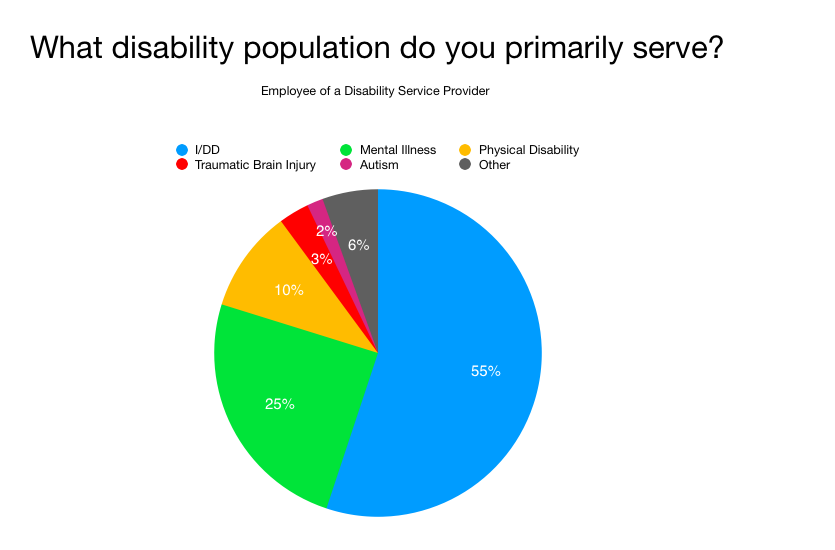 What disability population do you primarily serve?
Employee of a Disability Service Provider
I/DD Mental Illness Physical Disability
Traumatic Brain Injury Autism Other
2%
6%
3%
10%
55%
25%